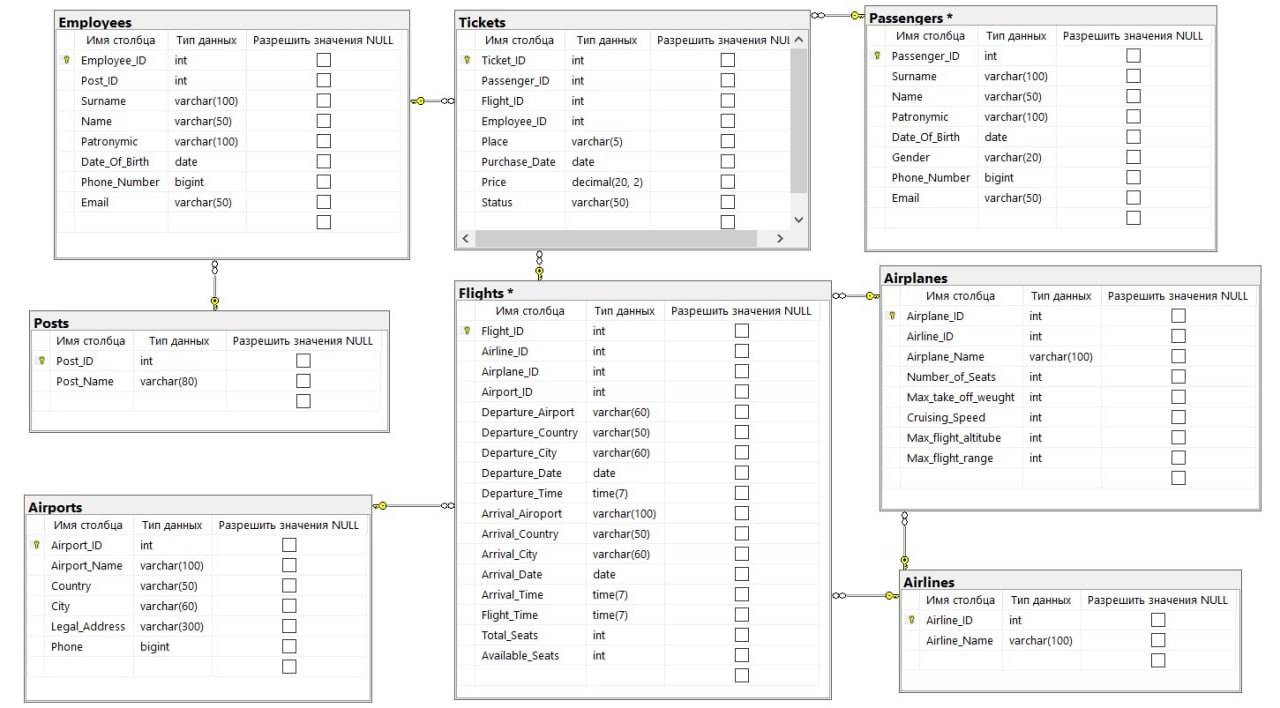 Employees
Имя столбца Тип данных Разрешить значения NULL
Employee_ID int
Post_ID int
Surname varchar(100)
Name varchar(50)
Patronymic varchar(100)
Date_Of_Birth date
Phone_Number bigint
Email varchar(50)
Tickets
Имя столбца Тип данных Разрешить значения NUL
Ticket_ID int
Passenger_ID int
Flight_ID int
Employee_ID int
Place varchar(5)
Purchase_Date date
Price decimal(20, 2)
Status varchar(50)
Passengers *
Имя столбца Тип данных Разрешить значения NULL
Passenger_ID int
Surname varchar(100)
Name varchar(50)
Patronymic varchar(100)
Date_Of_Birth date
Gender varchar(20)
Phone_Number bigint
Email varchar(50)
Posts
Имя столбца Тип данных Разрешить значения NULL
Post_ID int
Post_Name varchar(80)
Flights *
Имя столбца Тип данных Разрешить значения NULL
Flight_ID int
Airline_ID int
Airplane_ID int
Airport_ID int
Departure_Airport varchar(60)
Departure_Country varchar(50)
Departure_City varchar(60)
Departure_Date date
Departure_Time time(7)
Arrival_Airoport varchar(100)
Arrival_Country varchar(50)
Arrival_City varchar(60)
Arrival_Date date
Arrival_Time time(7)
Flight_Time time(7)
Total_Seats int
Available_Seats int
Airplanes
Имя столбца Тип данных Разрешить значения NULL
Airplane_ID int
Airline_ID int
Airplane_Name varchar(100)
Number_of_Seats int
Max_take_off_weught int
Cruising_Speed int
Max_flight_altitube int
Max_flight_range int
Airports
Имя столбца Тип данных Разрешить значения NULL
Airport_ID int
Airport_Name varchar(100)
Country varchar(50)
City varchar(60)
Legal_Address varchar(300)
Phone bigint
Airlines
Имя столбца Тип данных Разрешить значения NULL
Airline_ID int
Airline_Name varchar(100)